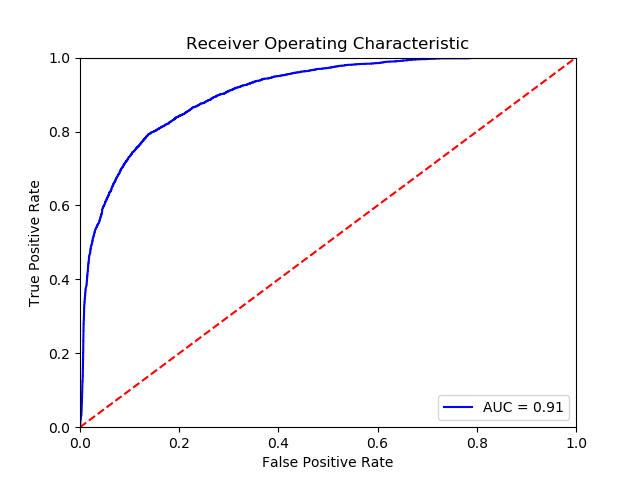 Receiver Operating Characteristic
1.0
0.8
0.6
0.4
0.2
0.0
True Positive Rate
AUC = 0.91
0.0 0.2 0.4 0.6 0.8 1.0
False Positive Rate